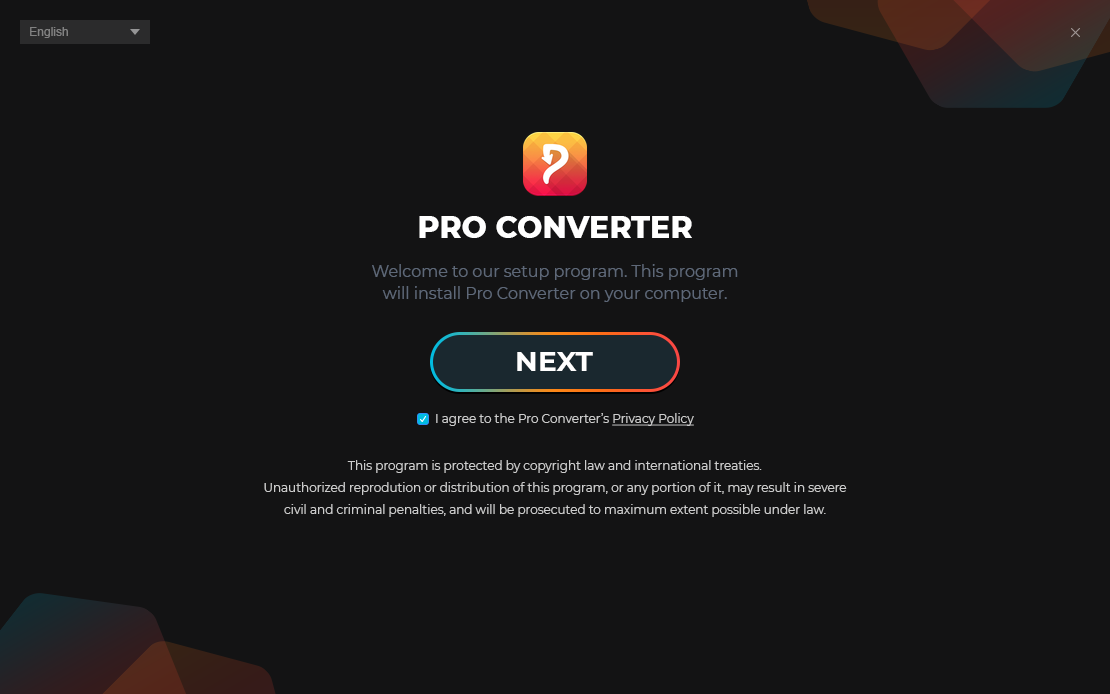 English
PRO CONVERTER
Welcome to our setup program. This program
will install Pro Converter on your computer.
NEXT
I agree to the Pro Converter’s Privacy Policy
This program is protected by copyright law and international treaties.
Unauthorized reprodution or distribution of this program, or any portion of it, may result in severe
civil and criminal penalties, and will be prosecuted to maximum extent possible under law.